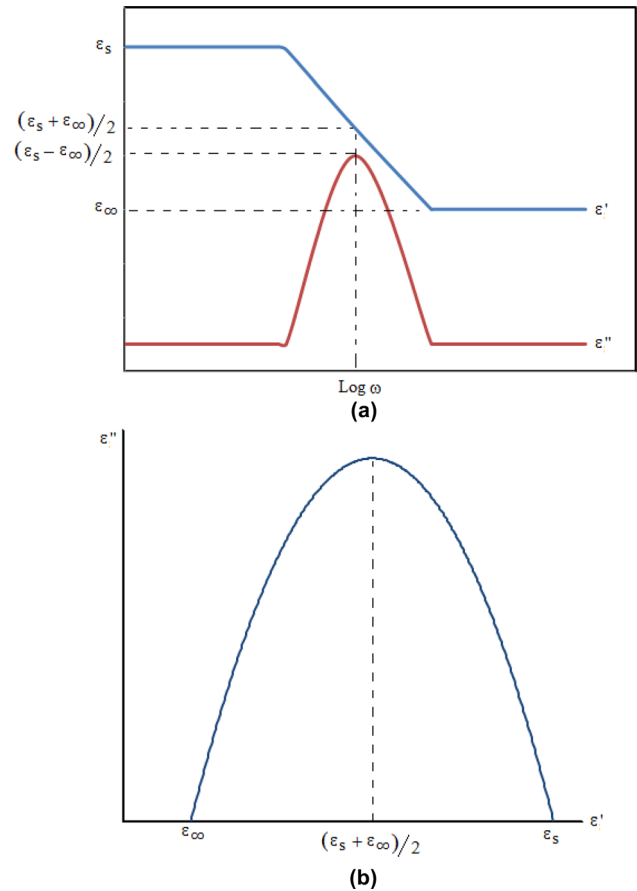 εs
(εs + ε∞)/2
(εs − ε∞)/2
ε∞
ε'
ε"
Log ω
(a)
ε"
ε'
ε∞
(εs + ε∞)/2
εs
(b)